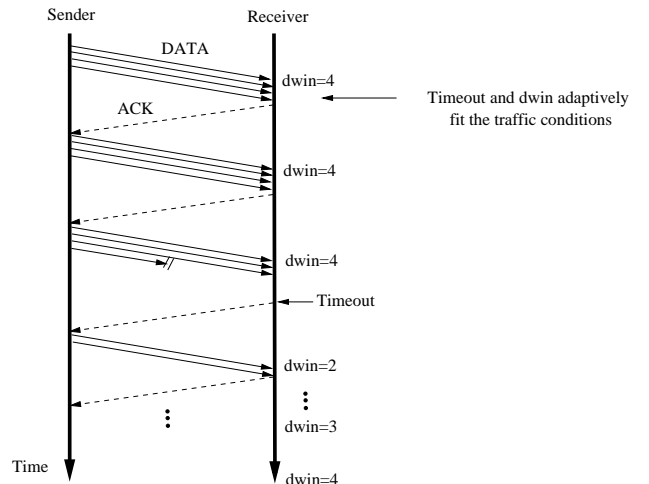 Sender
Receiver
DATA
dwin=4
Timeout and dwin adaptively
fit the traffic conditions
ACK
dwin=4
dwin=4
Timeout
dwin=2
dwin=3
Time
dwin=4